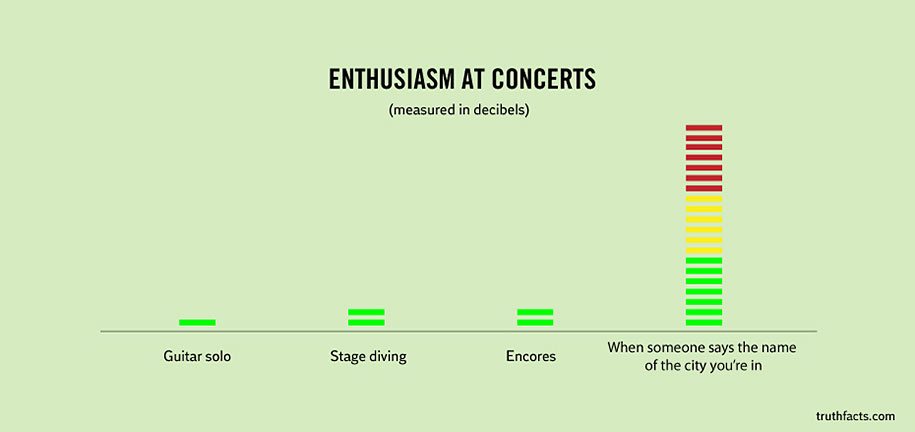 ENTHUSIASM AT CONCERTS
(measured in decibels)
Guitar solo
Stage diving
Encores
When someone says the name
of the city you're in
truthfacts.com